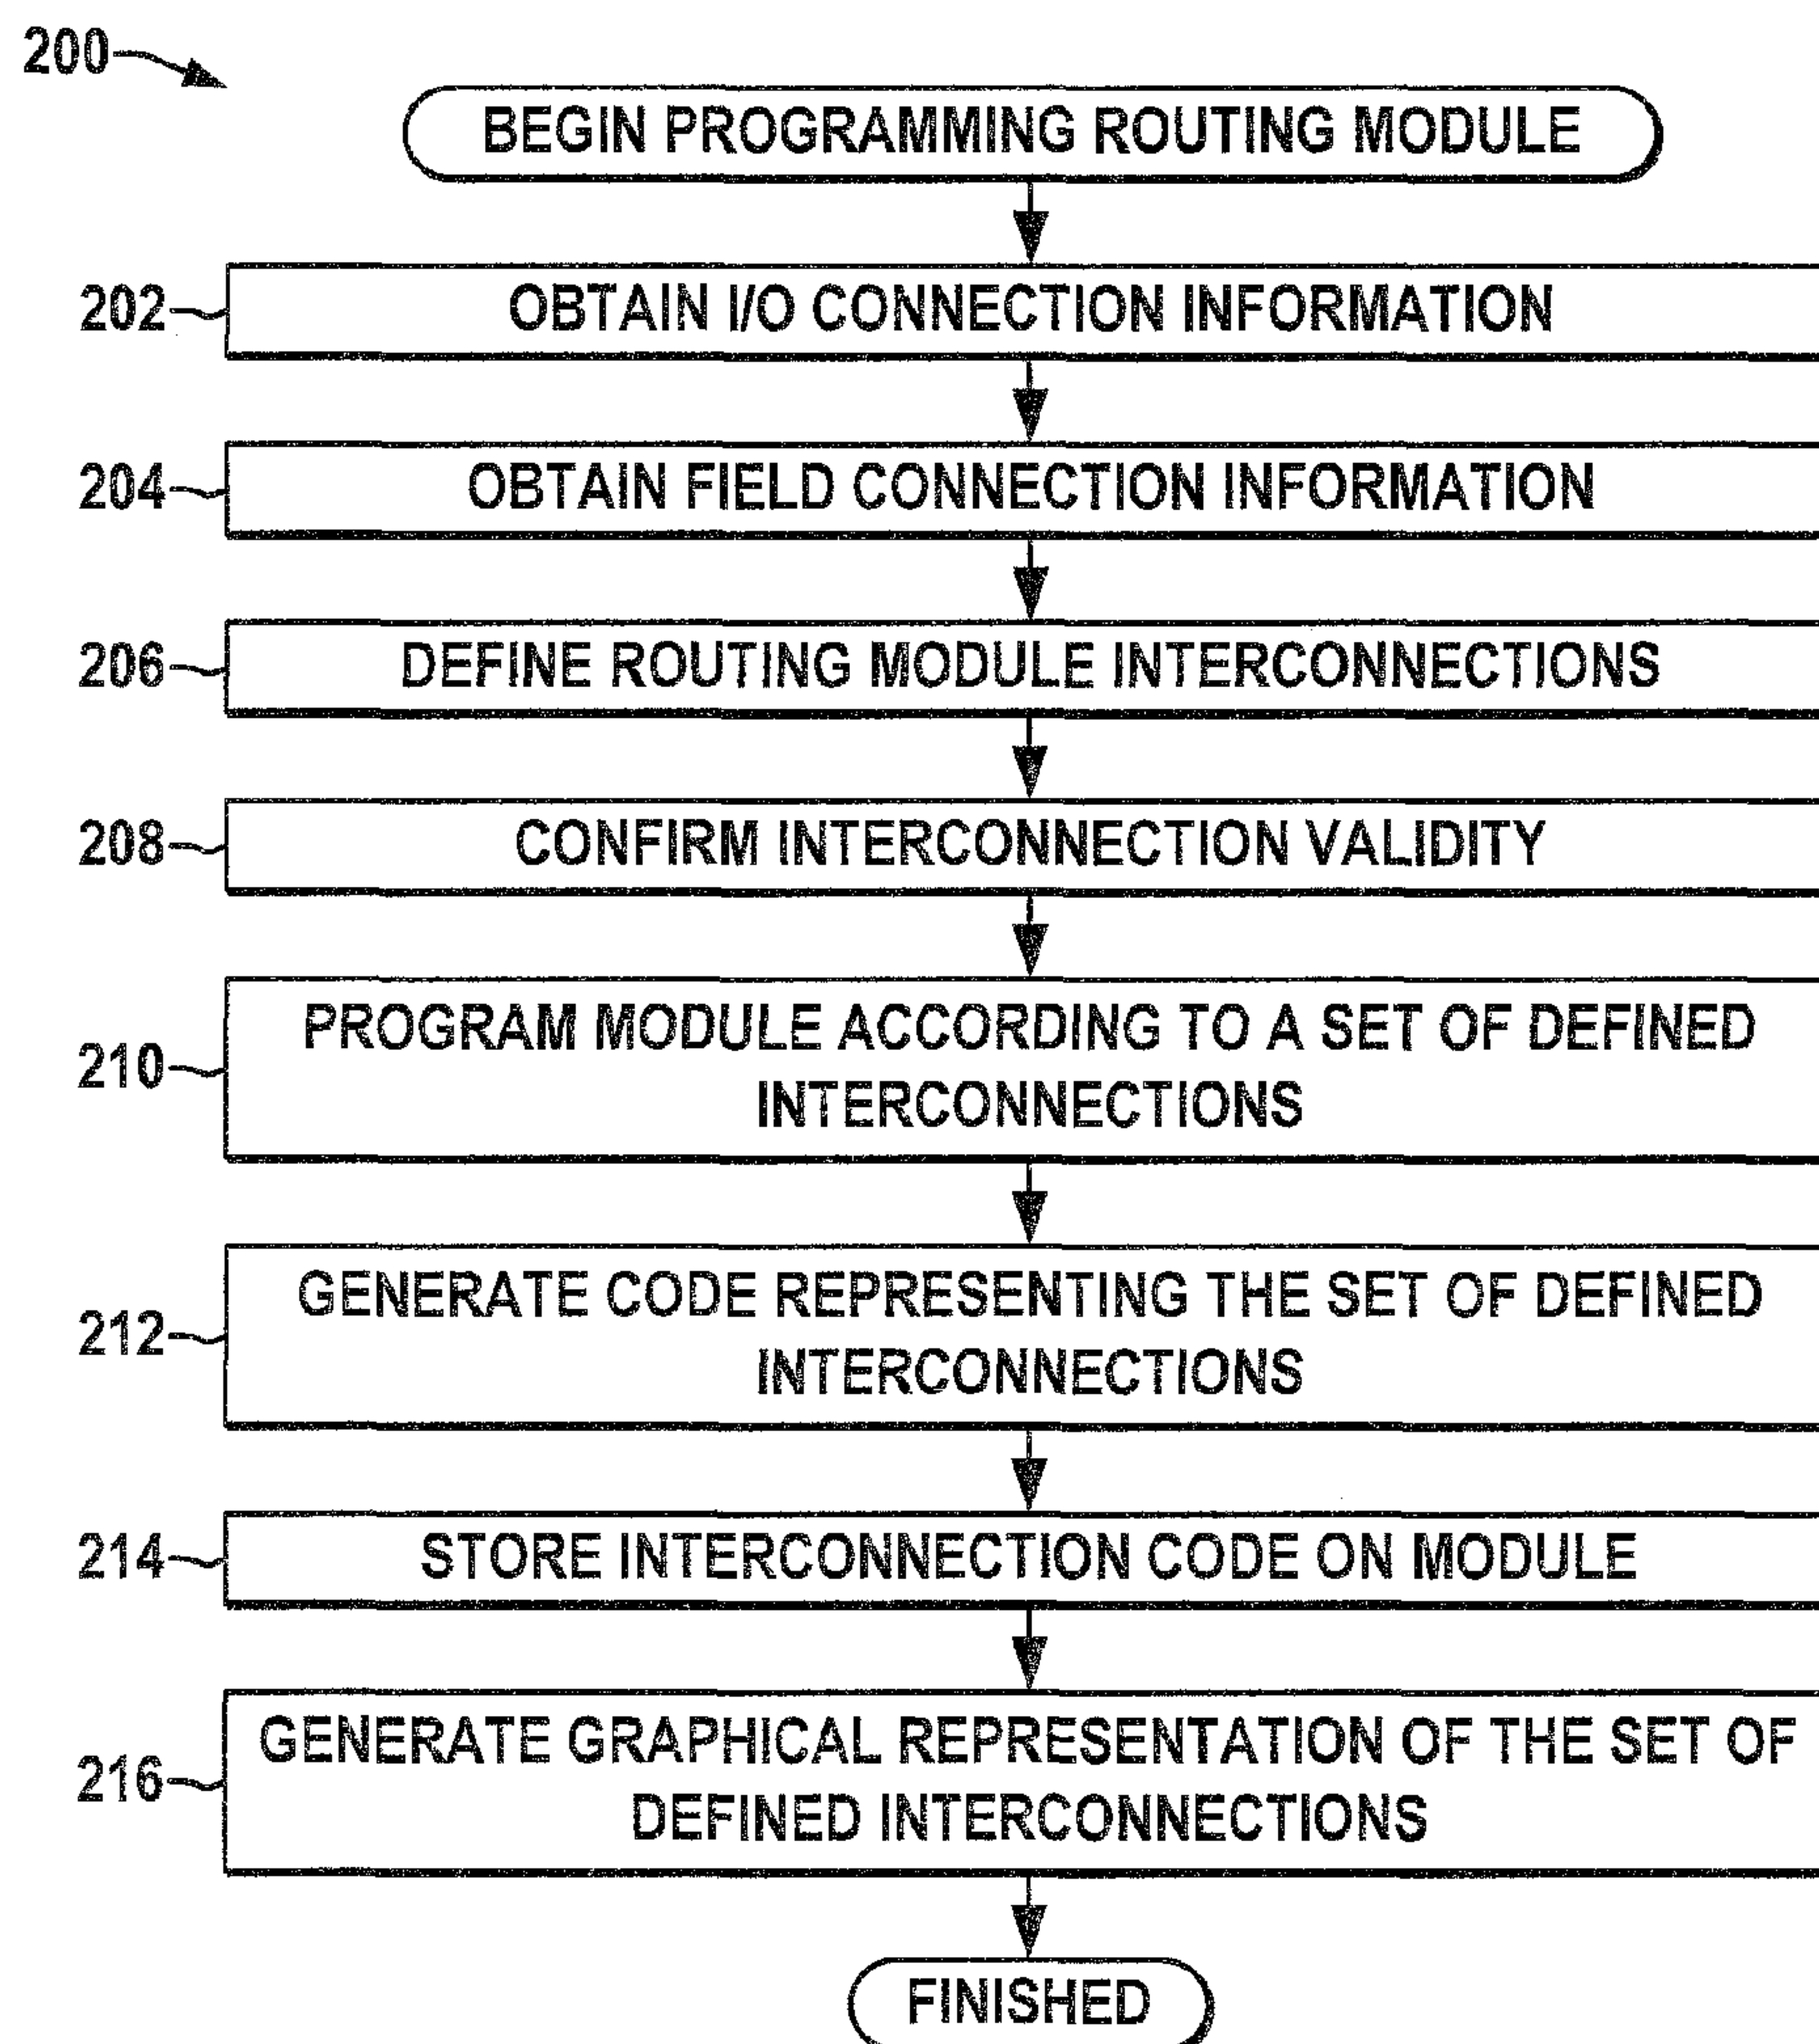 200
BEGIN PROGRAMMING ROUTING MODULE
202
OBTAIN I/O CONNECTION INFORMATION
204
OBTAIN FIELD CONNECTION INFORMATION
206
DEFINE ROUTING MODULE INTERCONNECTIONS
208
CONFIRM INTERCONNECTION VALIDITY
210
PROGRAM MODULE ACCORDING TO A SET OF DEFINED
INTERCONNECTIONS
212
GENERATE CODE REPRESENTING THE SET OF DEFINED
INTERCONNECTIONS
214
STORE INTERCONNECTION CODE ON MODULE
216
GENERATE GRAPHICAL REPRESENTATION OF THE SET OF
DEFINED INTERCONNECTIONS
FINISHED